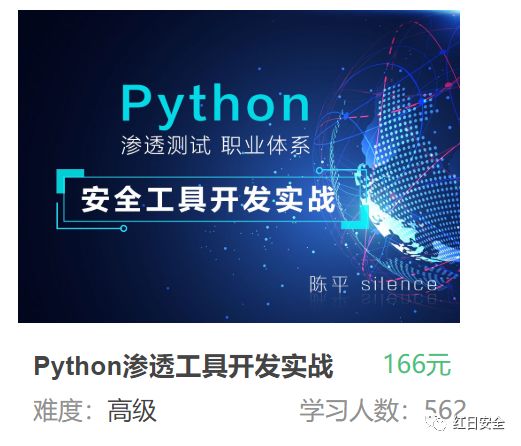 Python
渗透测试 职业体系
安全工具开发实战
陈平 silence
Python渗透工具开发实战 166元
难度：高级 学习人数：562
红日安全